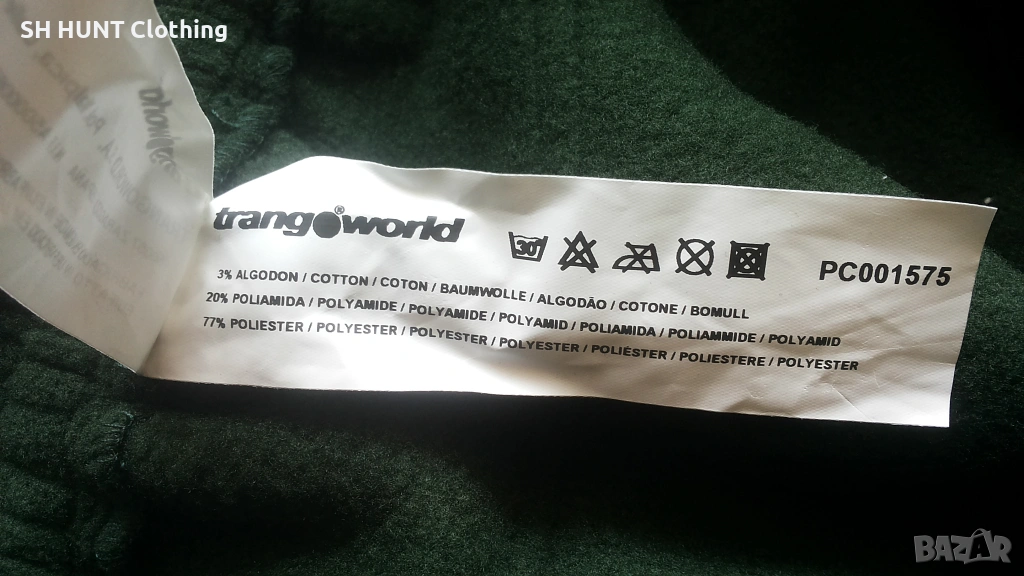 SH HUNT Clothing
trangoworld®
30°
PC001575
3% ALGODON / COTTON / COTON / BAUMWOLLE / ALGODÃO / COTONE / BOMULL
20% POLIAMIDA / POLYAMIDE / POLYAMIDE / POLYAMID / POLIAMIDA / POLIAMMIDE / POLYAMID
77% POLIESTER / POLYESTER / POLYESTER / POLYESTER / POLIÉSTER / POLIESTERE / POLYESTER
BAZAR